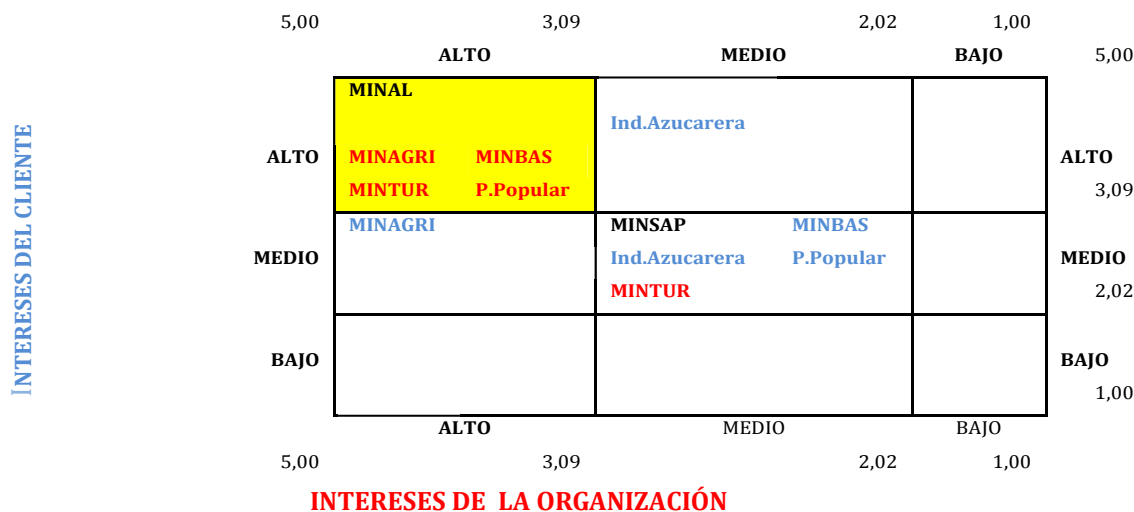 5,00 3,09 2,02 1,00
ALTO MEDIO BAJO 5,00
MINAL
Ind.Azucarera
ALTO MINAGRI MINBAS ALTO
MINTUR P.Popular 3,09
MINAGRI MINSAP MINBAS
MEDIO Ind.Azucarera P.Popular MEDIO
MINTUR 2,02
BAJO BAJO
1,00
ALTO MEDIO BAJO
5,00 3,09 2,02 1,00
INTERESES DEL CLIENTE
INTERESES DE LA ORGANIZACIÓN